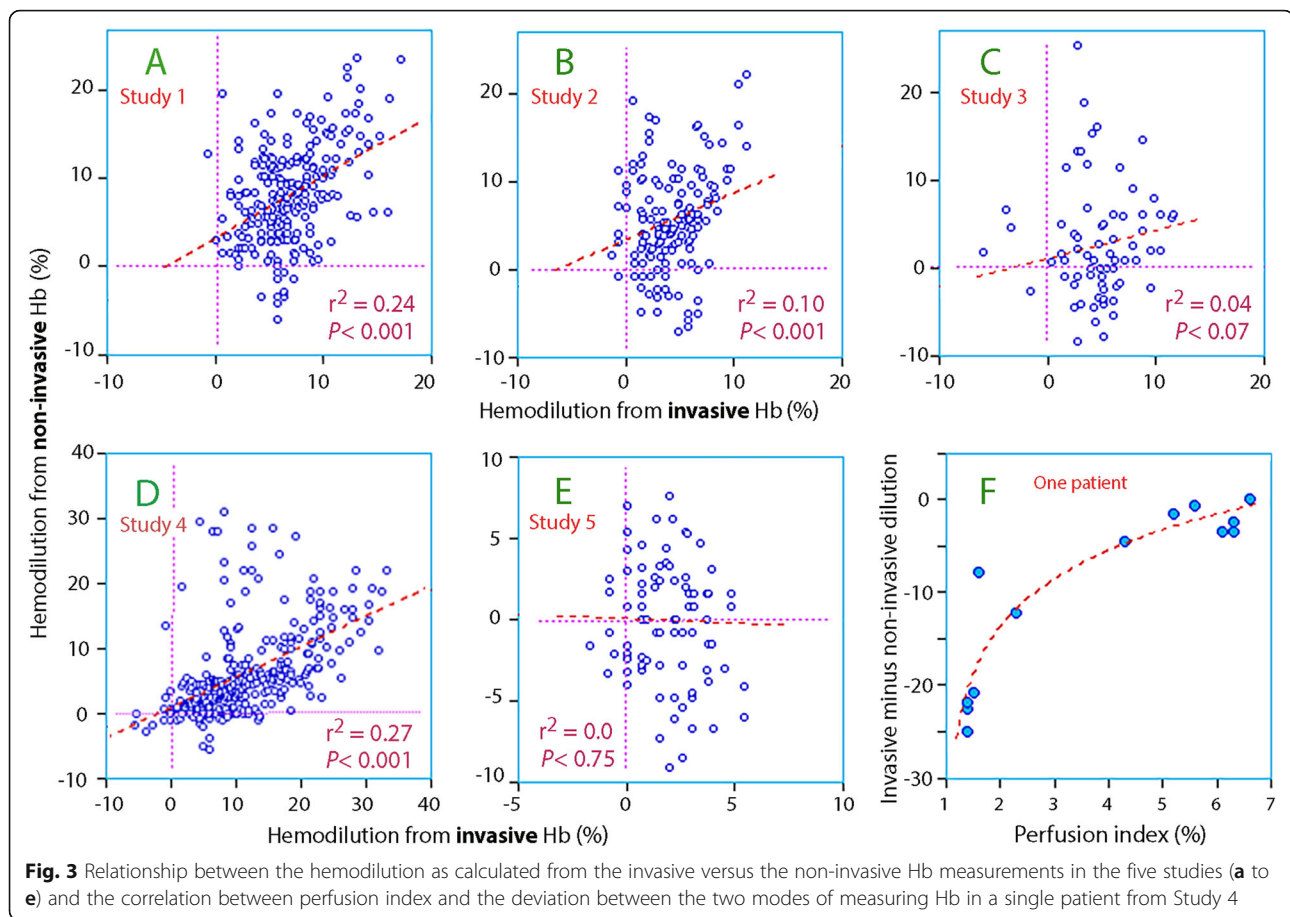 A
Study 1
20
10
0
-10
r² = 0.24
P< 0.001
-10 0 10 20
B
Study 2
20
10
0
-10
r² = 0.10
P< 0.001
-10 0 10 20
C
Study 3
20
10
0
-10
r² = 0.04
P< 0.07
-10 0 10 20
Hemodilution from non-invasive Hb (%)
Hemodilution from invasive Hb (%)
D
Study 4
40
30
20
10
0
-10
r² = 0.27
P< 0.001
-10 0 10 20 30 40
E
Study 5
10
5
0
-5
-10
r² = 0.0
P< 0.75
-5 0 5 10
Hemodilution from invasive Hb (%)
F
One patient
Invasive minus non-invasive dilution
0
-10
-20
-30
1 2 3 4 5 6 7
Perfusion index (%)
Fig. 3 Relationship between the hemodilution as calculated from the invasive versus the non-invasive Hb measurements in the five studies (a to
e) and the correlation between perfusion index and the deviation between the two modes of measuring Hb in a single patient from Study 4